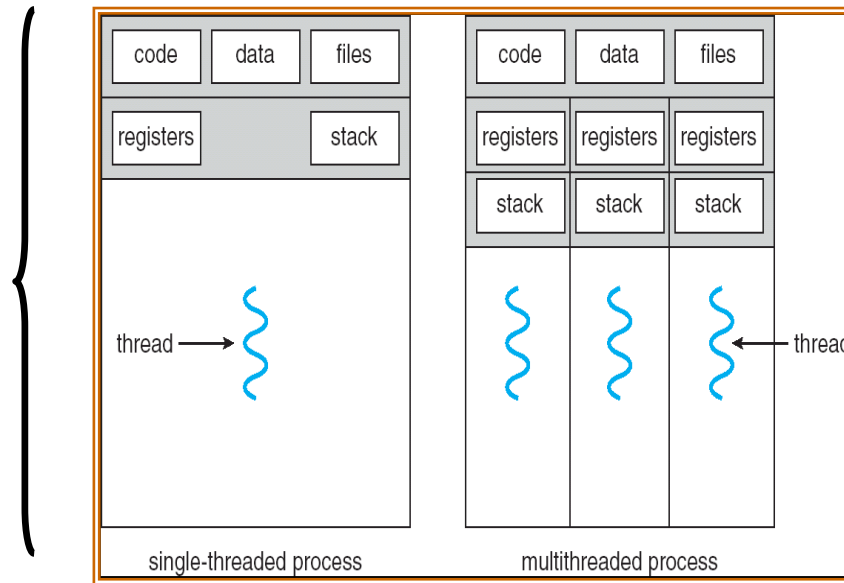 code data files code data files
registers stack registers registers registers
stack stack stack
thread thread
single-threaded process multithreaded process